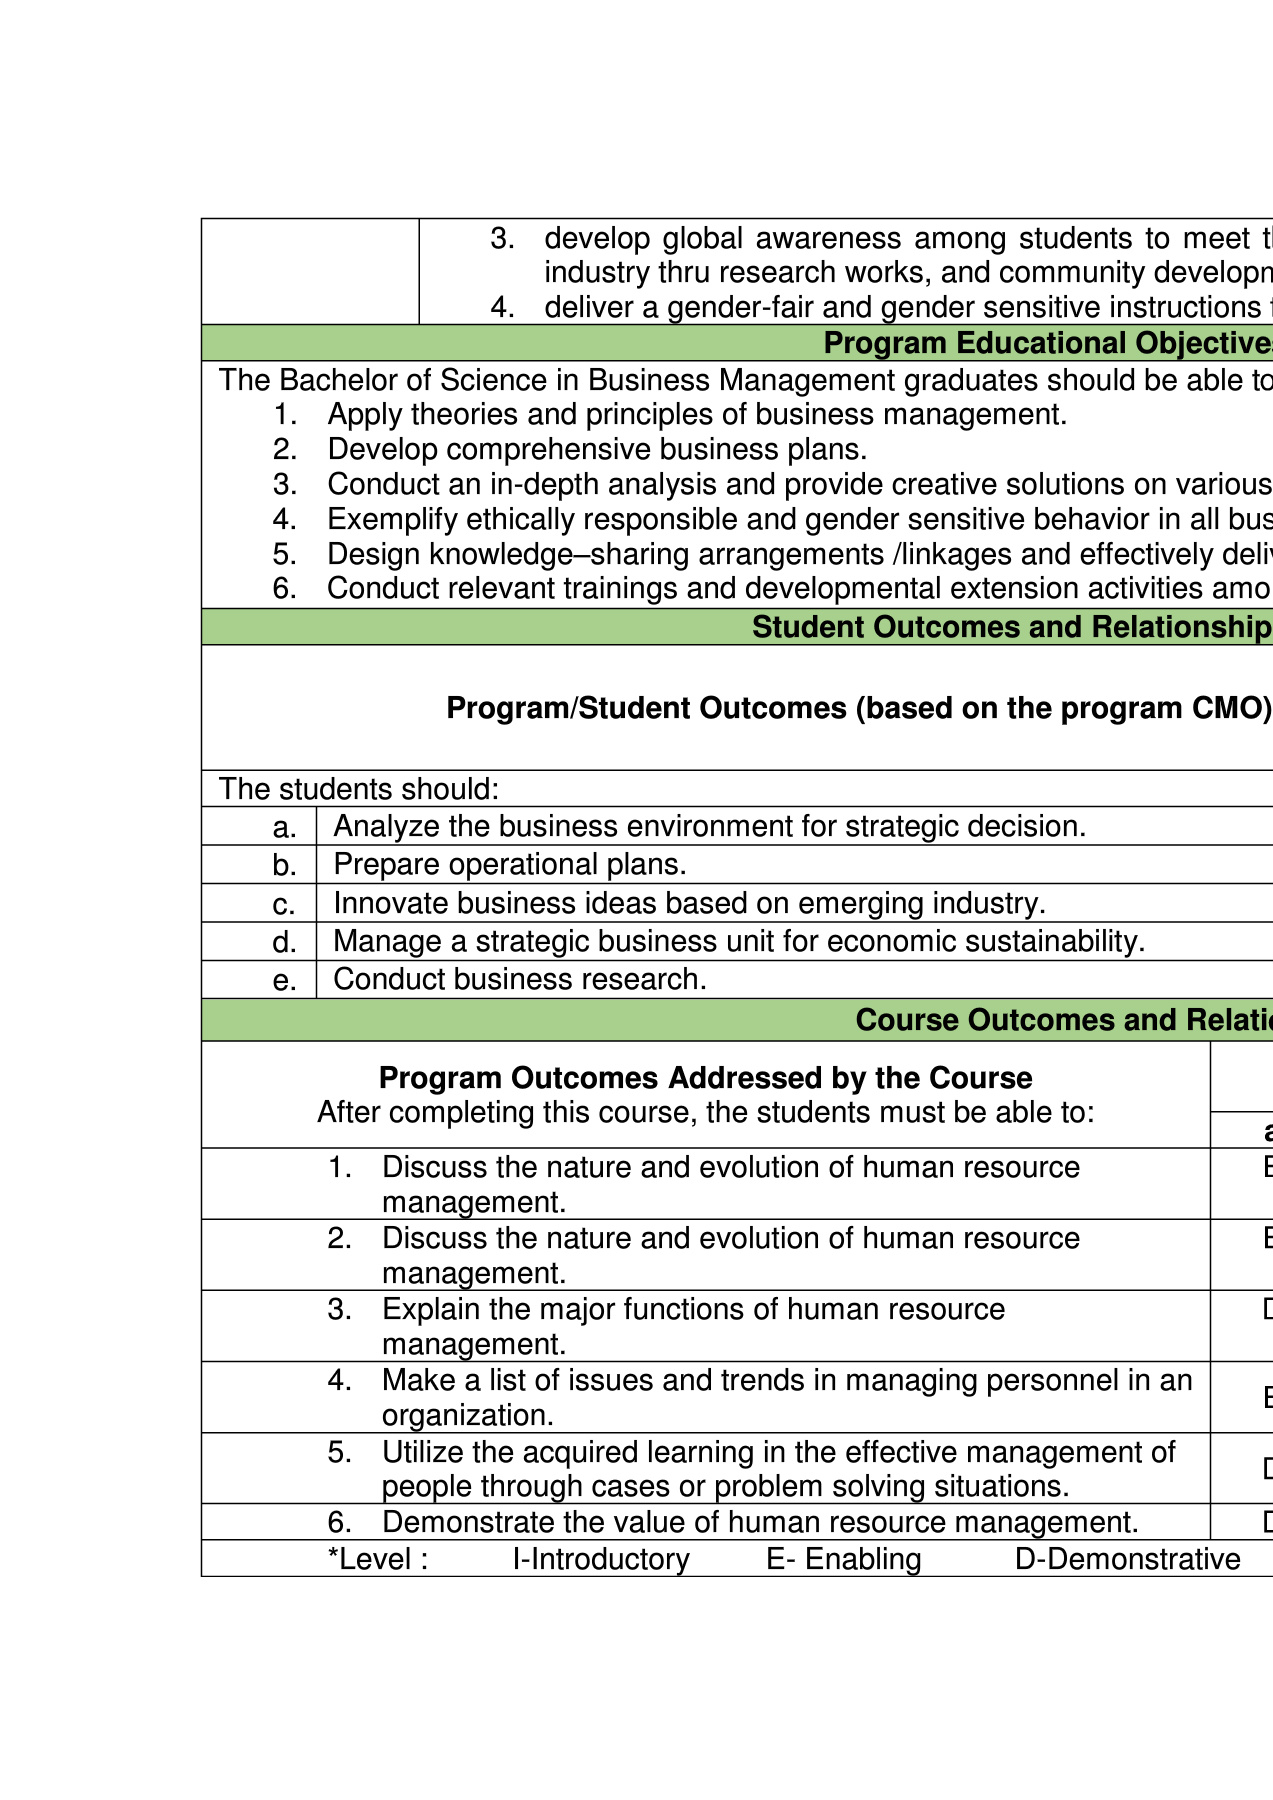 3. develop global awareness among students to meet
industry thru research works, and community
4. deliver a gender-fair and gender sensitive instructions
Program Educational
The Bachelor of Science in Business Management graduates should be able to
1. Apply theories and principles of business management.
2. Develop comprehensive business plans.
3. Conduct an in-depth analysis and provide creative solutions on various
4. Exemplify ethically responsible and gender sensitive behavior in all
5. Design knowledge–sharing arrangements /linkages and effectively
6. Conduct relevant trainings and developmental extension activities
Student Outcomes and Relationship
Program/Student Outcomes (based on the program CMO)
The students should:
a. Analyze the business environment for strategic decision.
b. Prepare operational plans.
c. Innovate business ideas based on emerging industry.
d. Manage a strategic business unit for economic sustainability.
e. Conduct business research.
Course Outcomes and
Program Outcomes Addressed by the Course
After completing this course, the students must be able to:
1. Discuss the nature and evolution of human resource
management.
2. Discuss the nature and evolution of human resource
management.
3. Explain the major functions of human resource
management.
4. Make a list of issues and trends in managing personnel in an
organization.
5. Utilize the acquired learning in the effective management of
people through cases or problem solving situations.
6. Demonstrate the value of human resource management.
*Level : I-Introductory E- Enabling D-Demonstrative